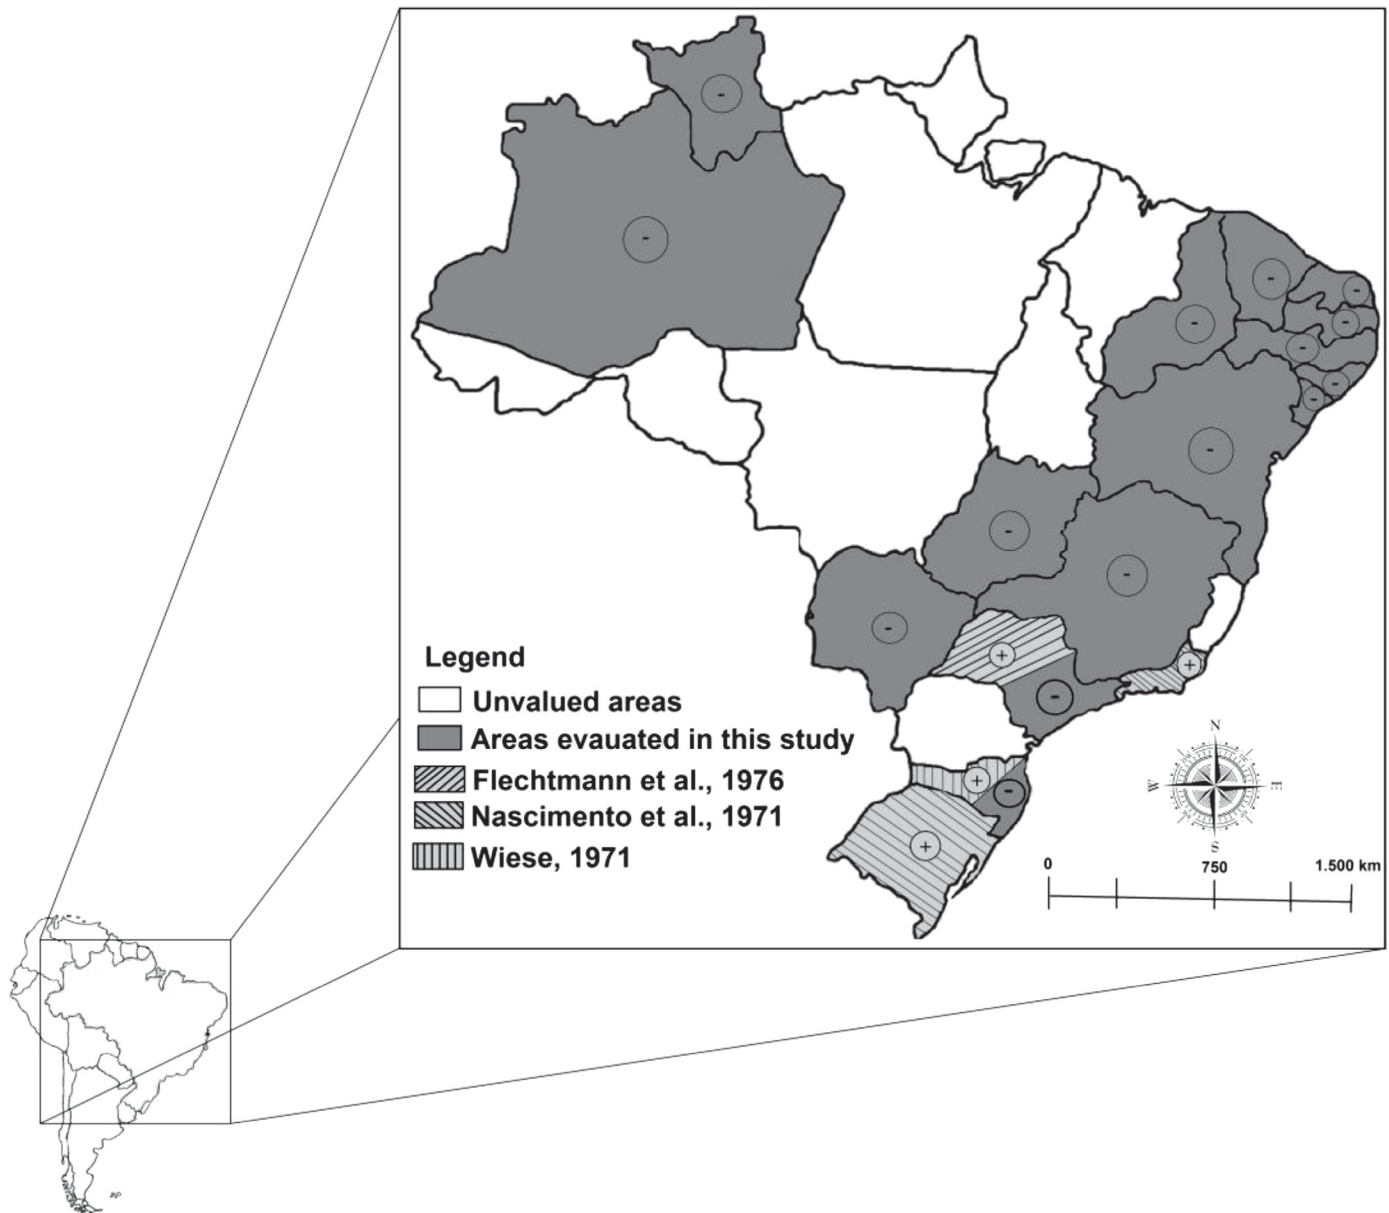 -
-
-
-
-
-
-
-
-
-
-
-
-
+
+
-
+
-
+
Legend
Unvalued areas
Areas evauated in this study
Flechtmann et al., 1976
Nascimento et al., 1971
Wiese, 1971
N
W
E
S
0 750 1.500 km